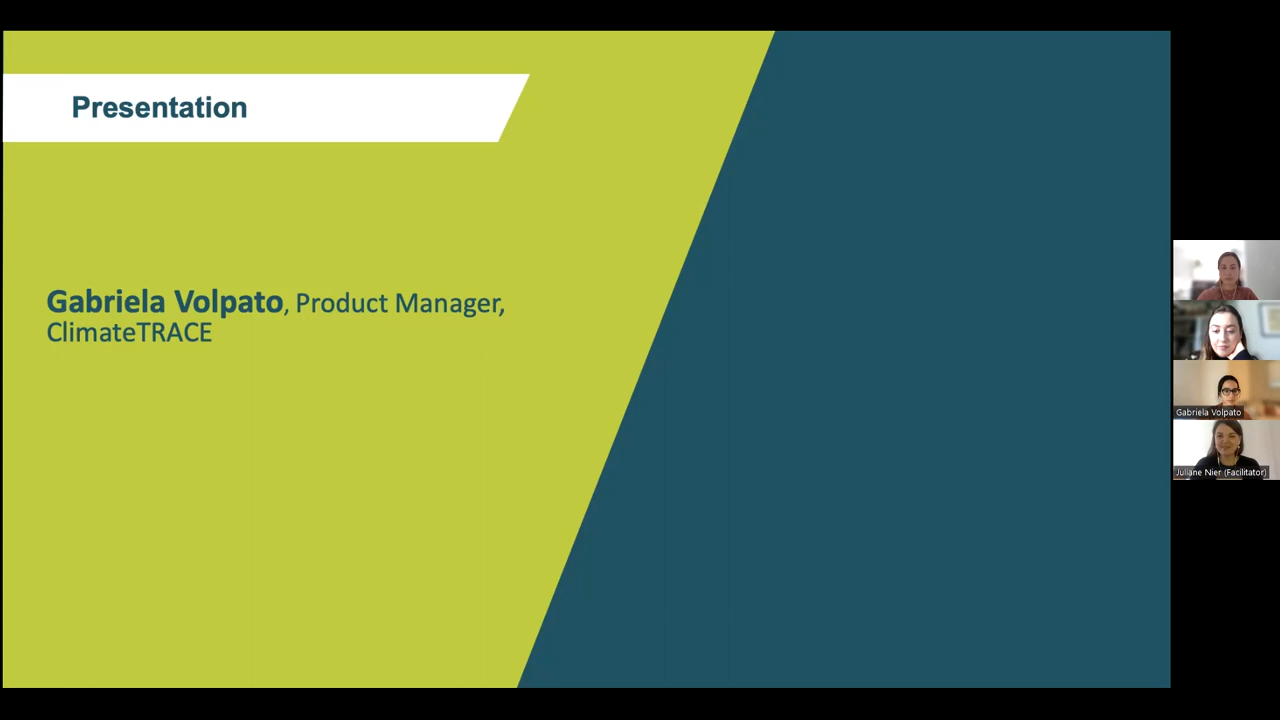 Presentation
Gabriela Volpato, Product Manager,
ClimateTRACE
Gabriela Volpato
Juliane Nier (Facilitator)